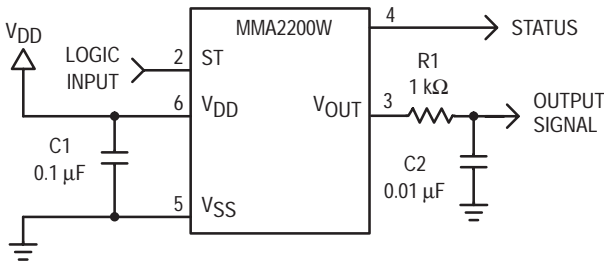 MMA2200W
4
STATUS
VDD
LOGIC
INPUT
2
ST
R1
1 kΩ
6
VDD
VOUT
3
OUTPUT
SIGNAL
C1
0.1 µF
C2
0.01 µF
5
VSS